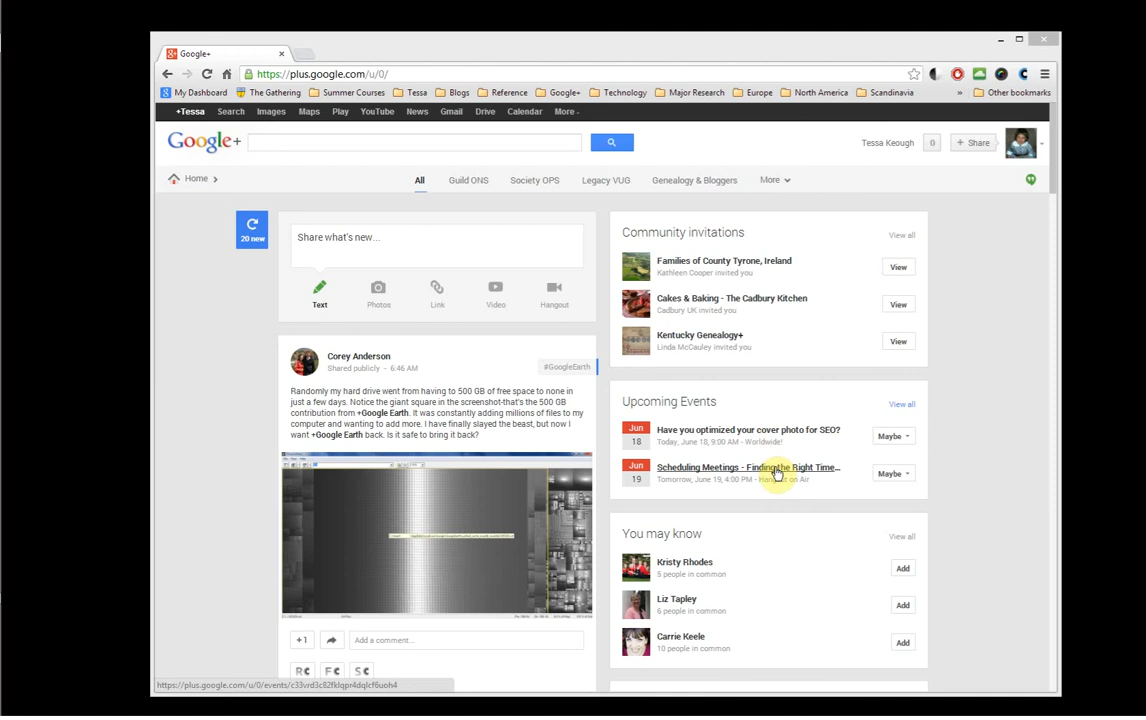 Google+
https://plus.google.com/u/0/
My Dashboard The Gathering Summer Courses Tessa Blogs Reference Google+ Technology Major Research Europe North America Scandinavia » Other bookmarks
+Tessa Search Images Maps Play YouTube News Gmail Drive Calendar More
Google+ Tessa Keough 0 + Share
Home All Guild ONS Society OPS Legacy VUG Genealogy & Bloggers More
20 new
Share what's new...
Text Photos Link Video Hangout
Corey Anderson
Shared publicly - 6:46 AM
#GoogleEarth
Randomly my hard drive went from having to 500 GB of free space to none in
just a few days. Notice the giant square in the screenshot-that's the 500 GB
contribution from +Google Earth. It was constantly adding millions of files to my
computer and wanting to add more. I have finally slayed the beast, but now I
want +Google Earth back. Is it safe to bring it back?
+1 Add a comment...
R€ F€ S€
Community invitations View all
Families of County Tyrone, Ireland
Kathleen Cooper invited you
View
Cakes & Baking - The Cadbury Kitchen
Cadbury UK invited you
View
Kentucky Genealogy+
Linda McCauley invited you
View
Upcoming Events View all
Jun 18
Have you optimized your cover photo for SEO?
Today, June 18, 9:00 AM - Worldwide!
Maybe
Jun 19
Scheduling Meetings - Finding the Right Time...
Tomorrow, June 19, 4:00 PM - Hangout on Air
Maybe
You may know View all
Kristy Rhodes
5 people in common
Add
Liz Tapley
6 people in common
Add
Carrie Keele
10 people in common
Add
https://plus.google.com/u/0/events/c33vrd3c82fklqpr4dqlcf6uoh4